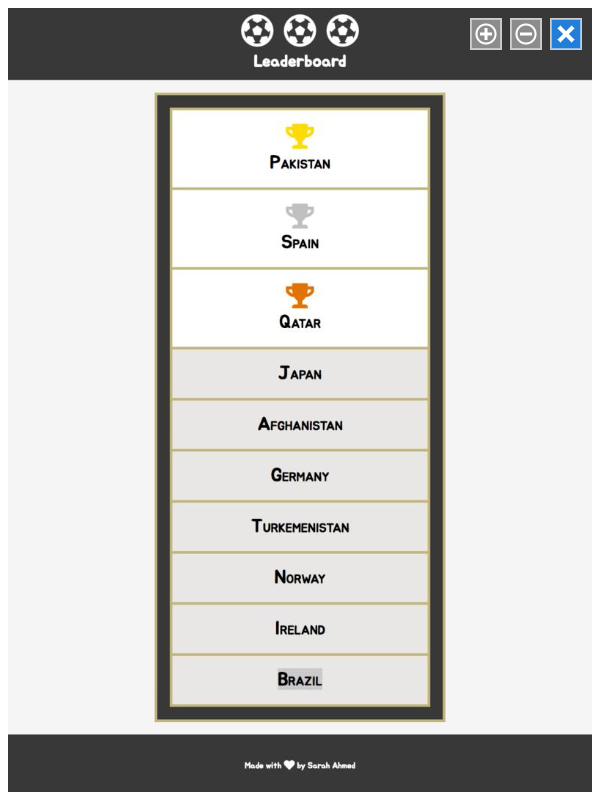 Leaderboard
Pakistan
Spain
Qatar
Japan
Afghanistan
Germany
Turkemenistan
Norway
Ireland
Brazil
Made with ❤ by Sarah Ahmed